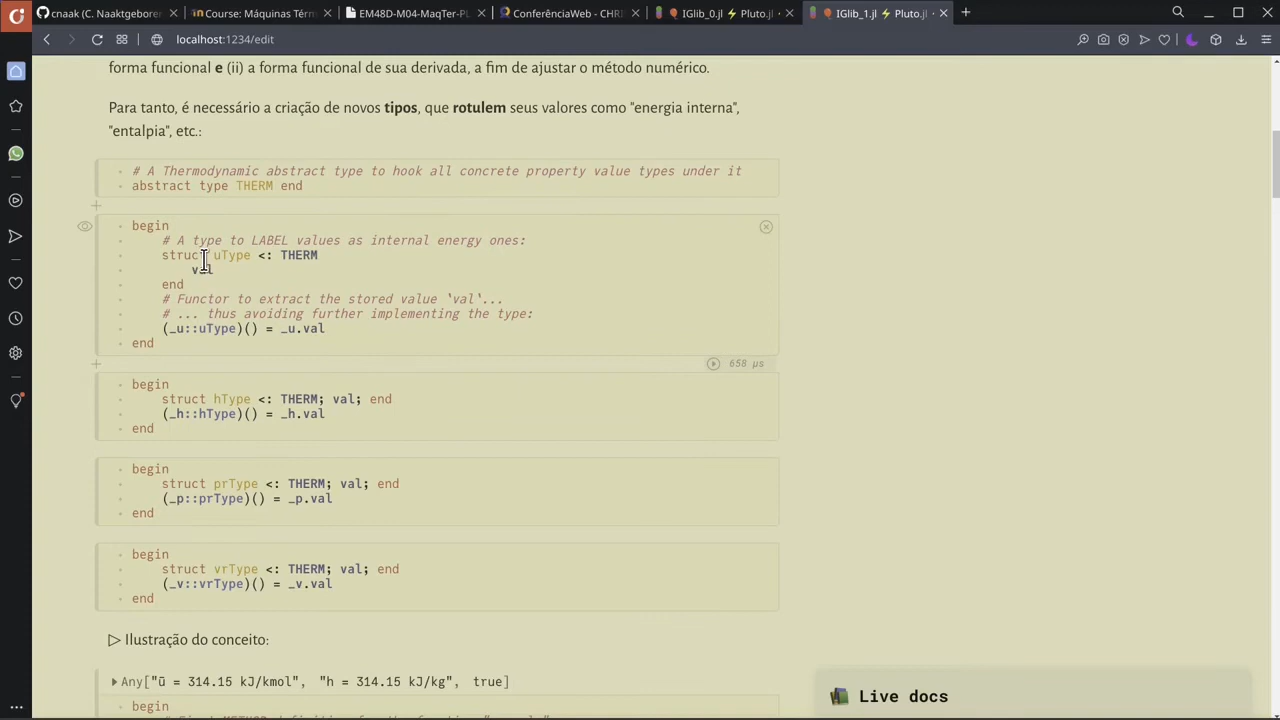 cnaak (C. Naaktgeboren
Course: Máquinas Térm
EM48D-M04-MaqTer-PL
ConferênciaWeb - CHRI
IGlib_0.jl ⚡ Pluto.jl
IGlib_1.jl ⚡ Pluto.jl
localhost:1234/edit
forma funcional e (ii) a forma funcional de sua derivada, a fim de ajustar o método numérico.
Para tanto, é necessário a criação de novos tipos, que rotulem seus valores como "energia interna",
"entalpia", etc.:
# A Thermodynamic abstract type to hook all concrete property value types under it
abstract type THERM end
begin
# A type to LABEL values as internal energy ones:
struct uType <: THERM
val
end
# Functor to extract the stored value `val`...
# ... thus avoiding further implementing the type:
(_u::uType)() = _u.val
end
658 μs
begin
struct hType <: THERM; val; end
(_h::hType)() = _h.val
end
begin
struct prType <: THERM; val; end
(_p::prType)() = _p.val
end
begin
struct vrType <: THERM; val; end
(_v::vrType)() = _v.val
end
▷ Ilustração do conceito:
Any["ū = 314.15 kJ/kmol", "h = 314.15 kJ/kg", true]
begin
Live docs